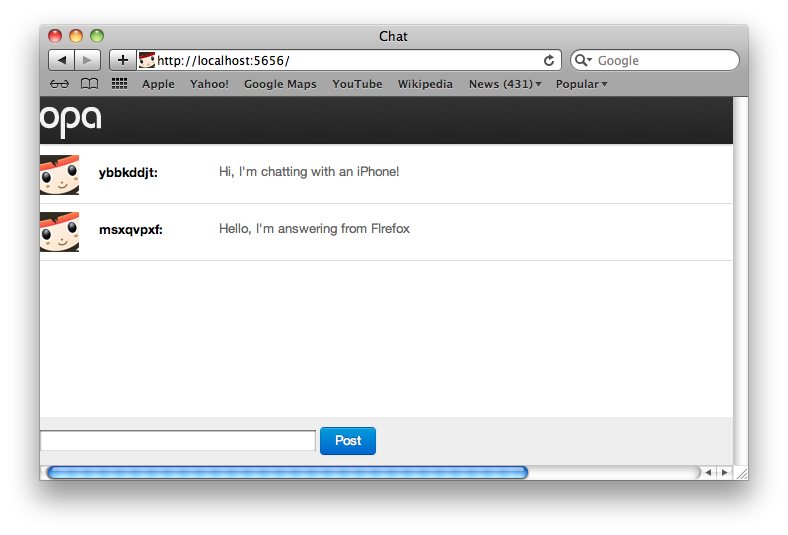 Chat
http://localhost:5656/
Google
Apple Yahoo! Google Maps YouTube Wikipedia News (431) Popular
opa
ybbkddjt: Hi, I'm chatting with an iPhone!
msxqvpxf: Hello, I'm answering from FIrefox
Post